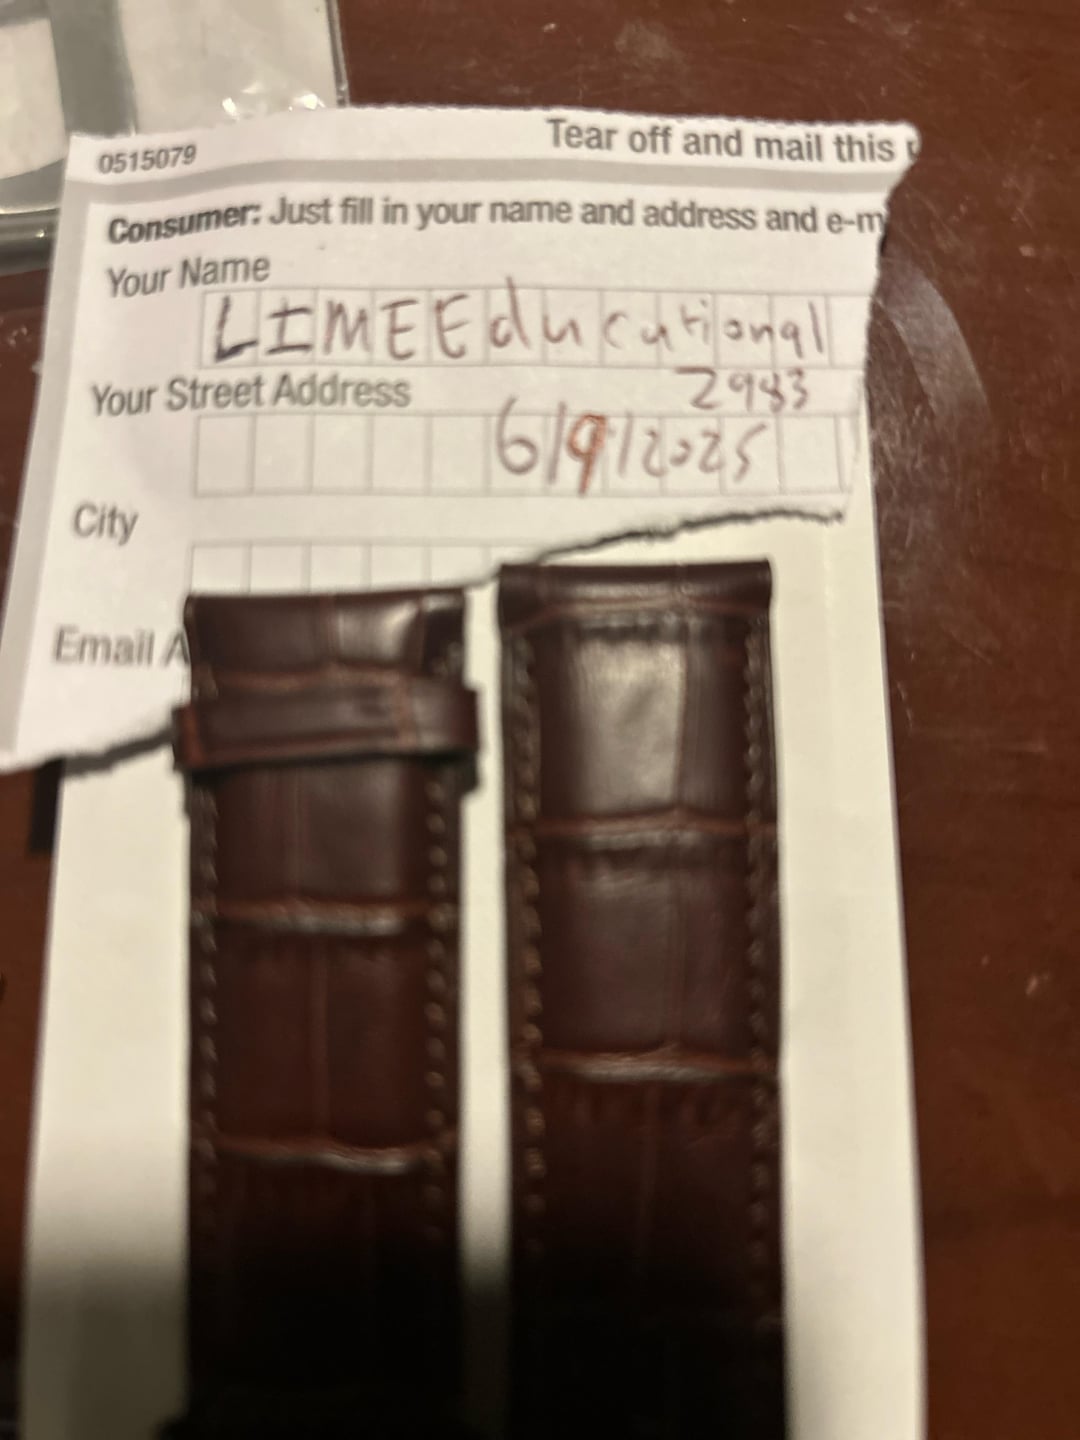 0515079
Tear off and mail this
Consumer: Just fill in your name and address and e-m
Your Name
LIMEEducutional
2983
Your Street Address
6/9/2025
City
Email A